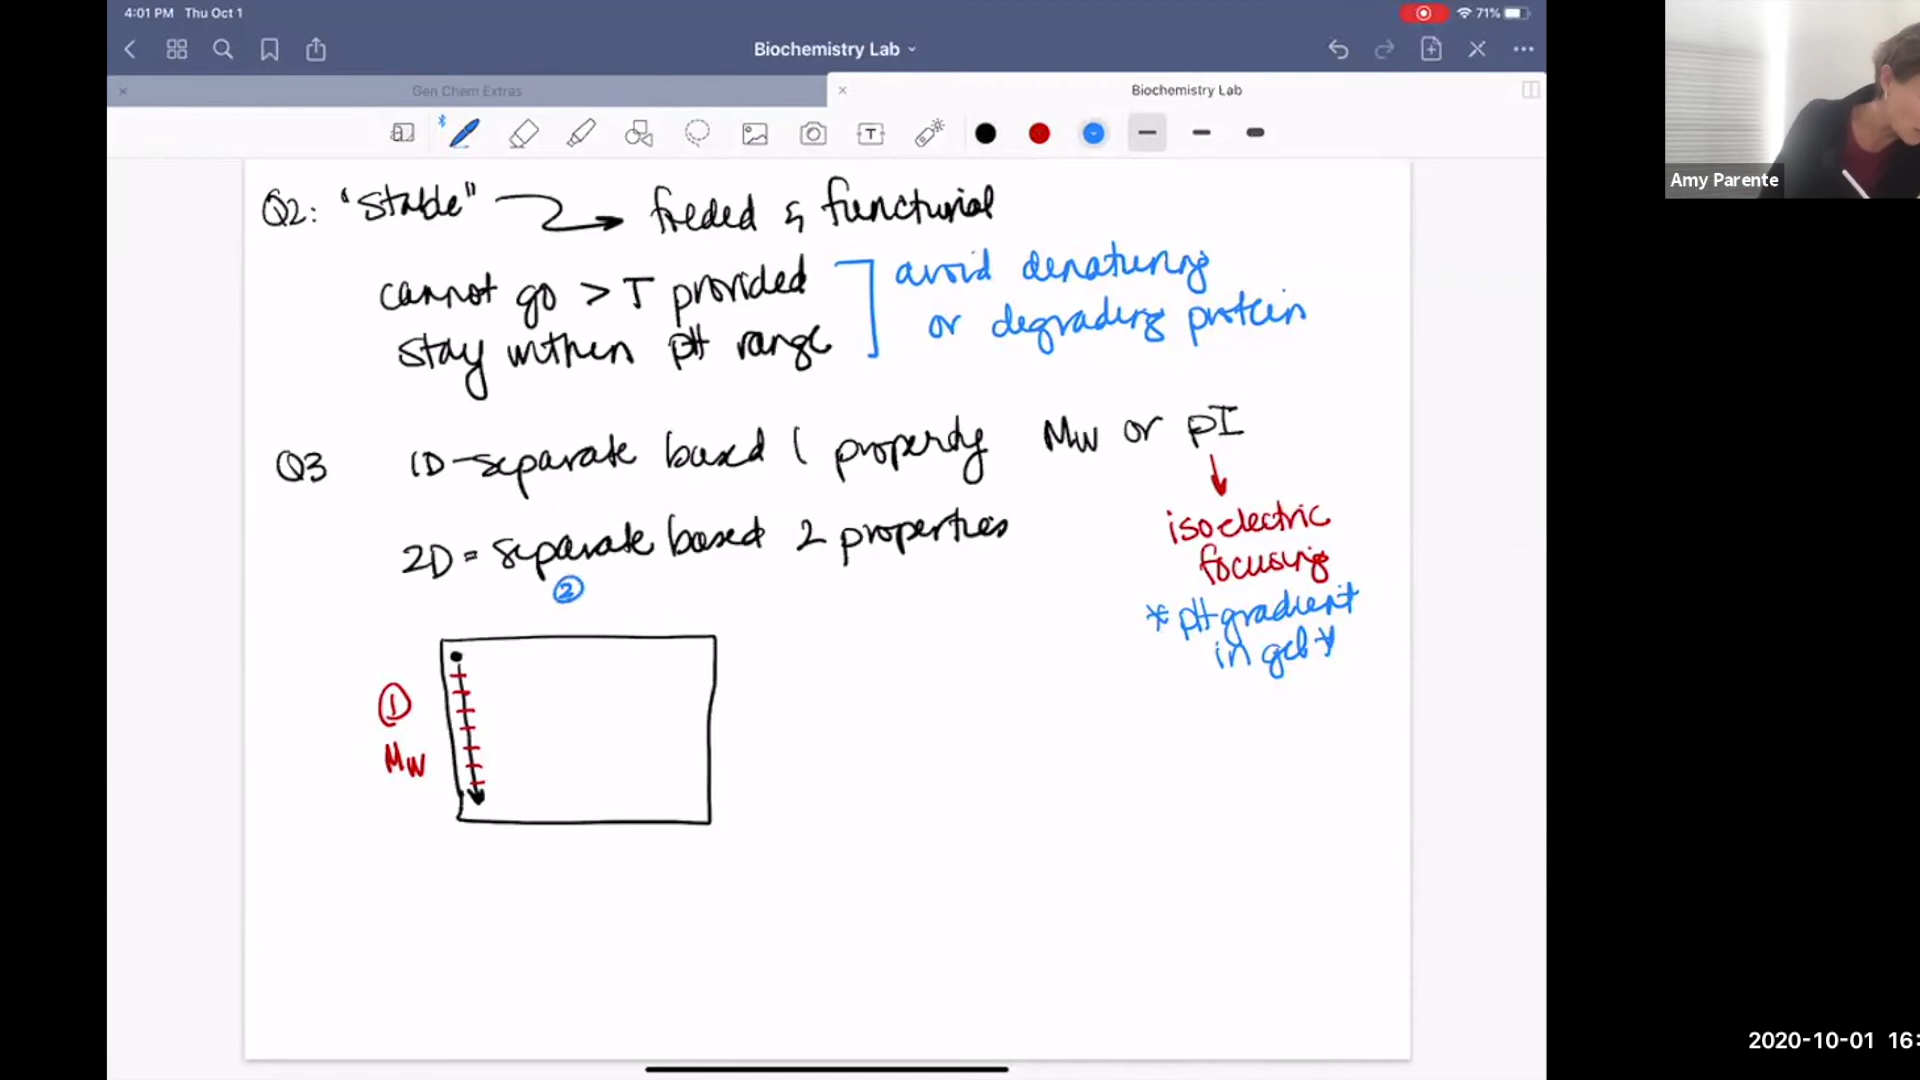 4:01 PM Thu Oct 1
71%
Biochemistry Lab
Gen Chem Extras
Biochemistry Lab
Amy Parente
Q2: "Stable" → folded & functional
cannot go > T provided
avoid denaturing
or degrading protein
stay within pH range
Q3 1D-separate based 1 property MW or pI
isoelectric
focusing
2D = separate based 2 properties
*pH gradient
in gel*
②
①
MW
2020-10-01 16: